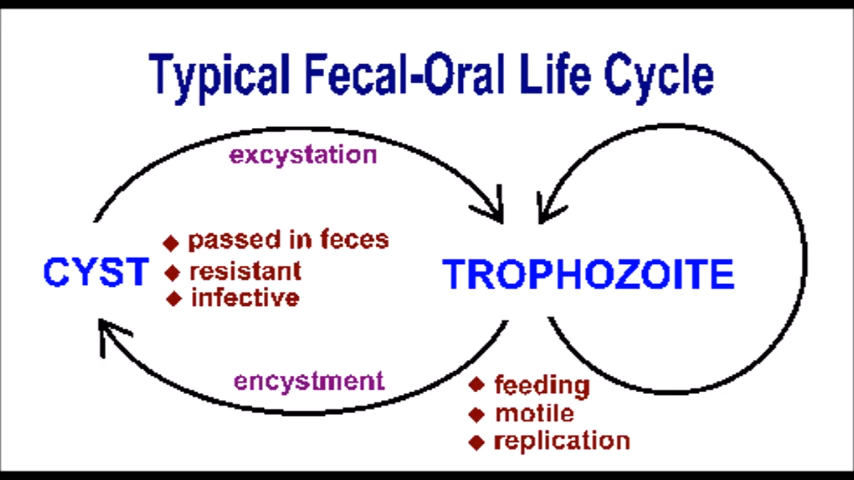 Typical Fecal-Oral Life Cycle
excystation
CYST
passed in feces
resistant
infective
TROPHOZOITE
encystment
feeding
motile
replication